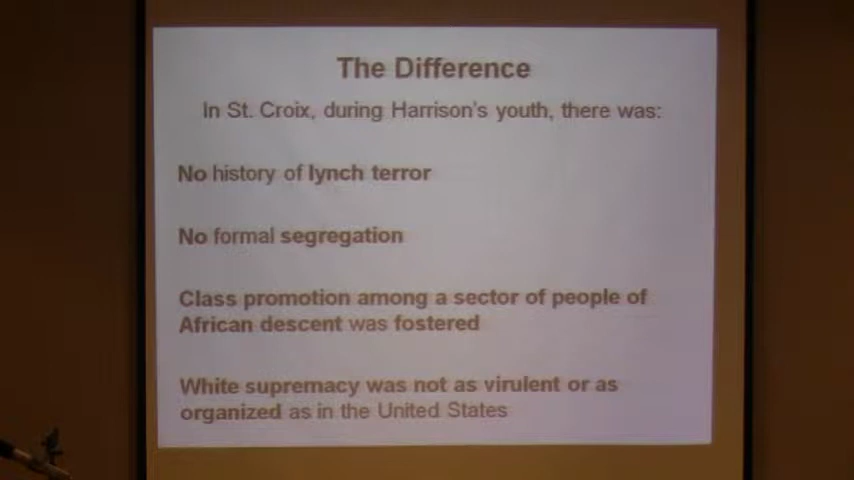 The Difference
In St. Croix, during Harrison's youth, there was:
No history of lynch terror
No formal segregation
Class promotion among a sector of people of
African descent was fostered
White supremacy was not as virulent or as
organized as in the United States